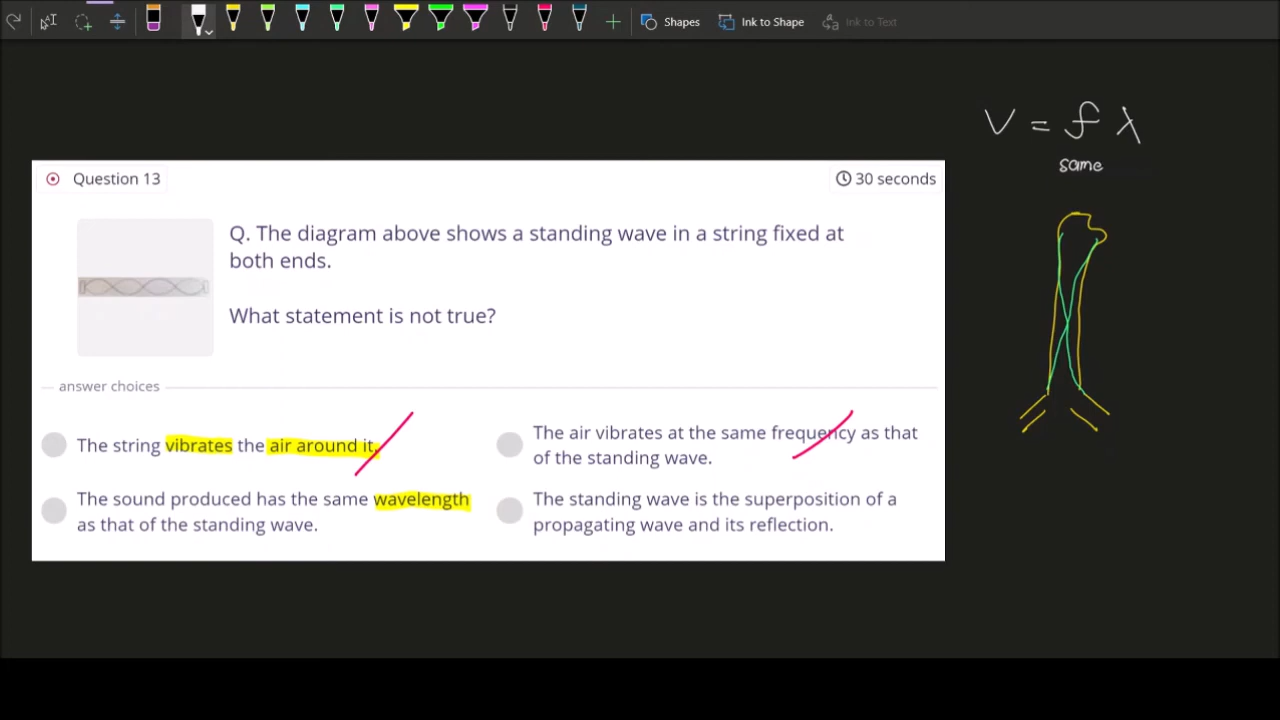 Shapes
Ink to Shape
Ink to Text
V = f λ
same
Question 13
30 seconds
Q. The diagram above shows a standing wave in a string fixed at
both ends.
What statement is not true?
answer choices
The string vibrates the air around it.
The air vibrates at the same frequency as that
of the standing wave.
The sound produced has the same wavelength
as that of the standing wave.
The standing wave is the superposition of a
propagating wave and its reflection.